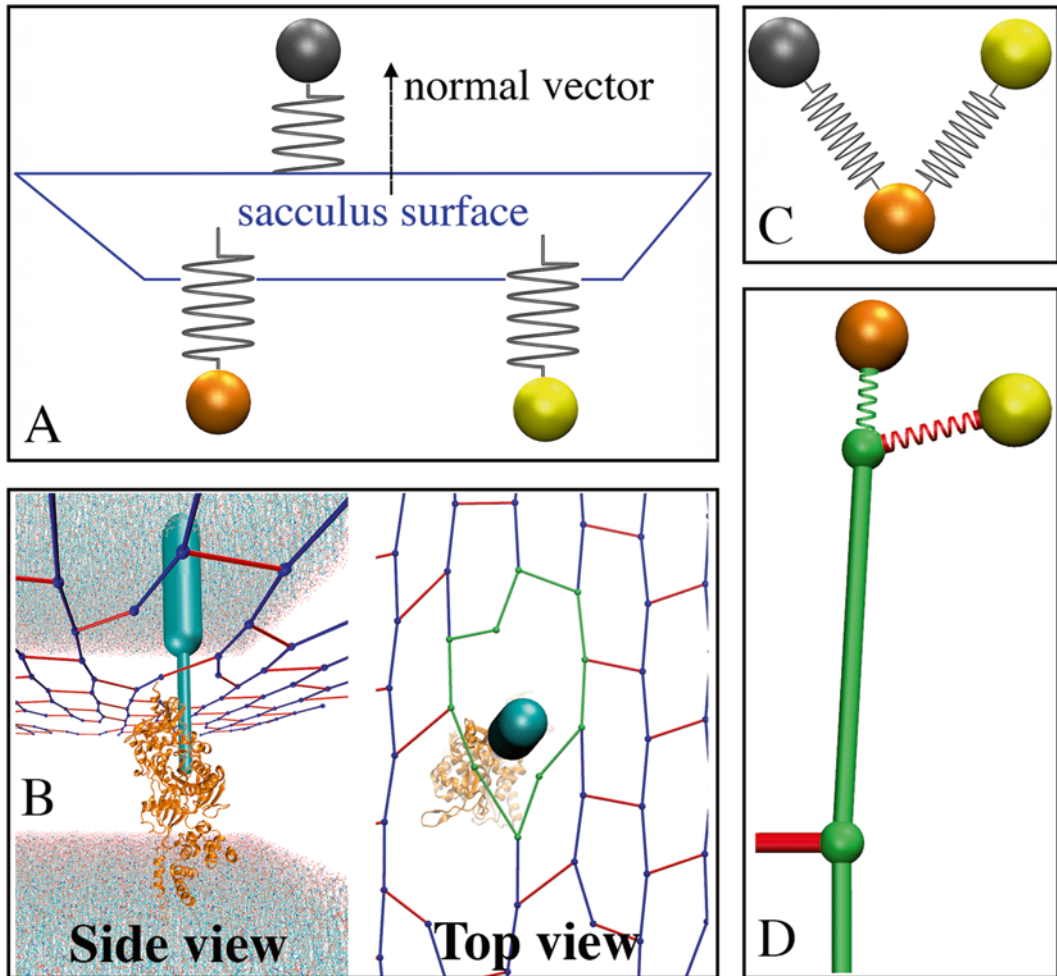 normal vector
sacculus surface
A
C
B
Side view
Top view
D